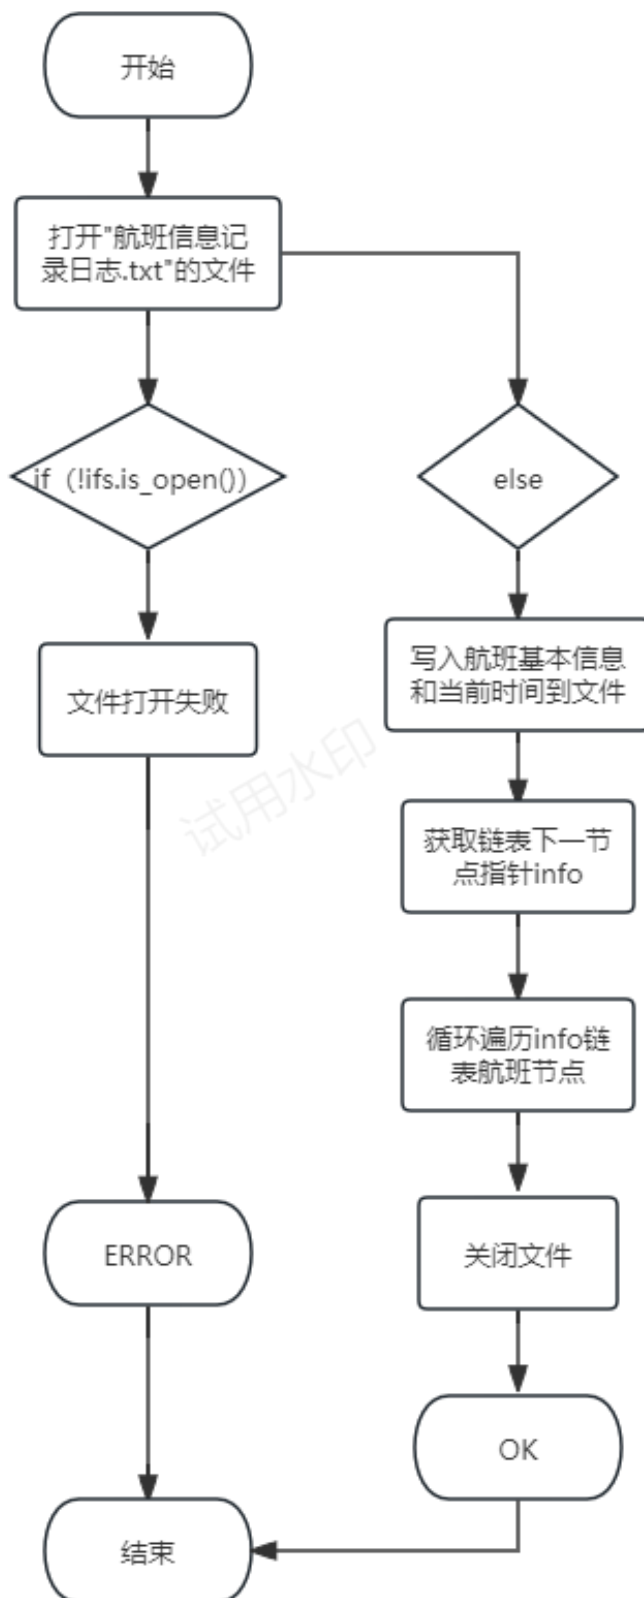 开始
打开"航班信息记
录日志.txt"的文件
if（!ifs.is_open()）
else
文件打开失败
写入航班基本信息
和当前时间到文件
获取链表下一节
点指针info
循环遍历info链
表航班节点
关闭文件
ERROR
OK
结束
试用水印